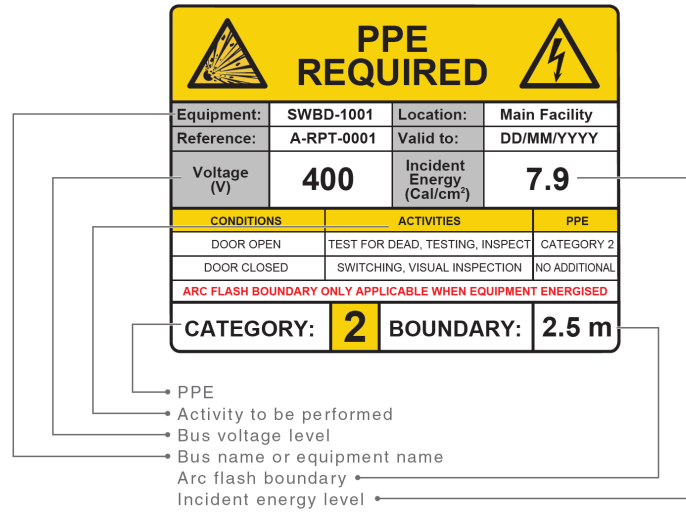 PPE
REQUIRED
Equipment: SWBD-1001 Location: Main Facility
Reference: A-RPT-0001 Valid to: DD/MM/YYYY
Voltage
(V)
400
Incident
Energy
(Cal/cm²)
7.9
CONDITIONS ACTIVITIES PPE
DOOR OPEN TEST FOR DEAD, TESTING, INSPECT CATEGORY 2
DOOR CLOSED SWITCHING, VISUAL INSPECTION NO ADDITIONAL
ARC FLASH BOUNDARY ONLY APPLICABLE WHEN EQUIPMENT ENERGISED
CATEGORY: 2 BOUNDARY: 2.5 m
PPE
Activity to be performed
Bus voltage level
Bus name or equipment name
Arc flash boundary
Incident energy level